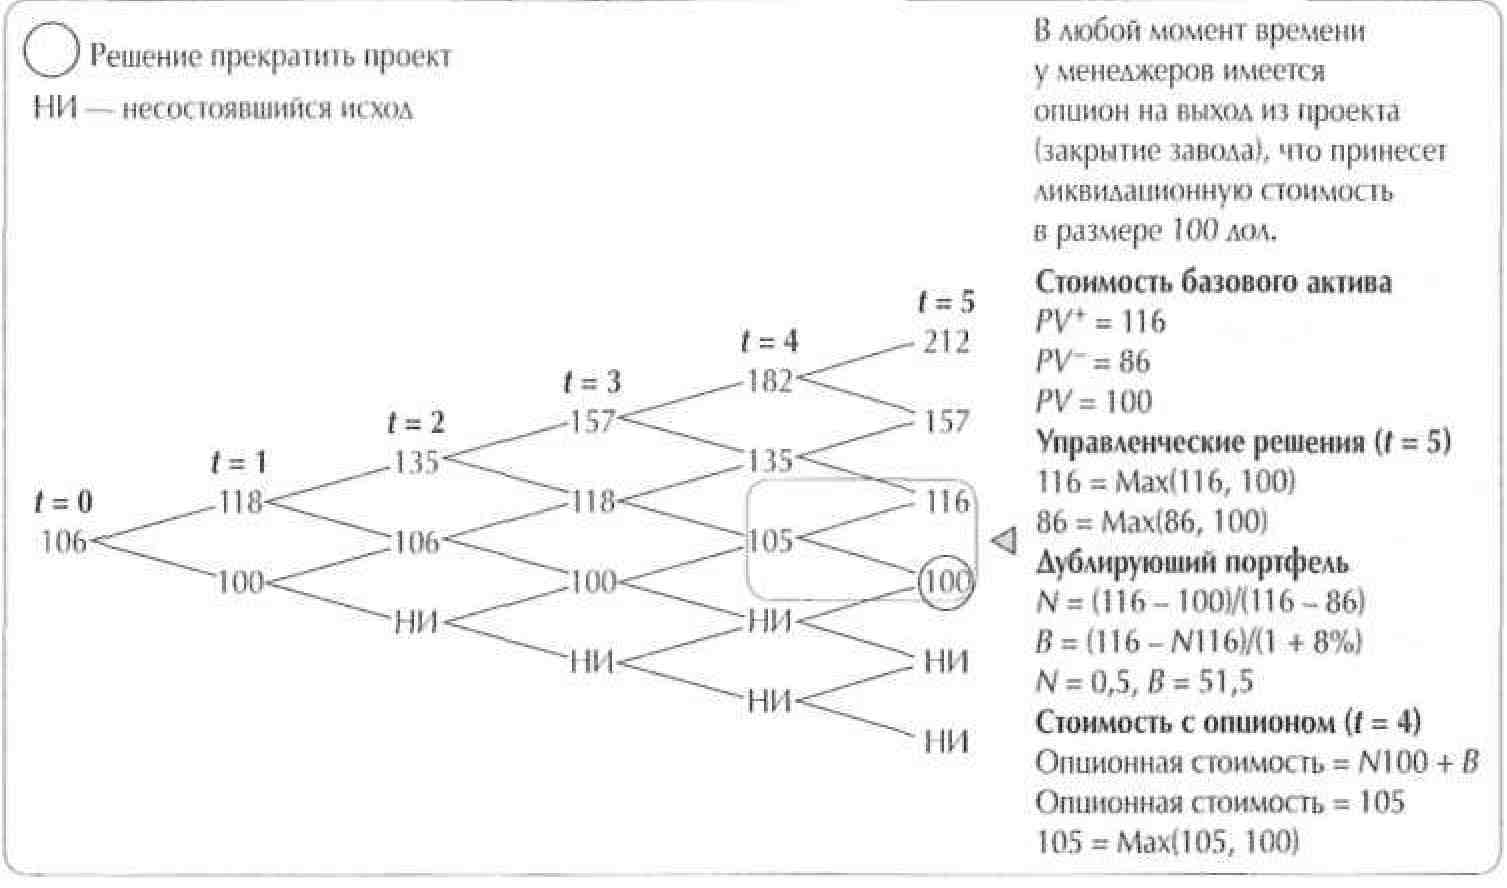 Решение прекратить проект
НИ — несостоявшийся исход
В любой момент времени
у менеджеров имеется
опцион на выход из проекта
(закрытие завода), что принесет
ликвидационную стоимость
в размере 100 дол.
Стоимость базового актива
PV+ = 116
PV− = 86
PV = 100
Управленческие решения (t = 5)
116 = Max(116, 100)
86 = Max(86, 100)
Дублирующий портфель
N = (116 – 100)/(116 – 86)
B = (116 – N116)/(1 + 8%)
N = 0,5, B = 51,5
Стоимость с опционом (t = 4)
Опционная стоимость = N100 + B
Опционная стоимость = 105
105 = Max(105, 100)
t = 0
106
t = 1
118
100
t = 2
135
106
НИ
t = 3
157
118
100
НИ
t = 4
182
135
105
НИ
НИ
t = 5
212
157
116
100
НИ
НИ